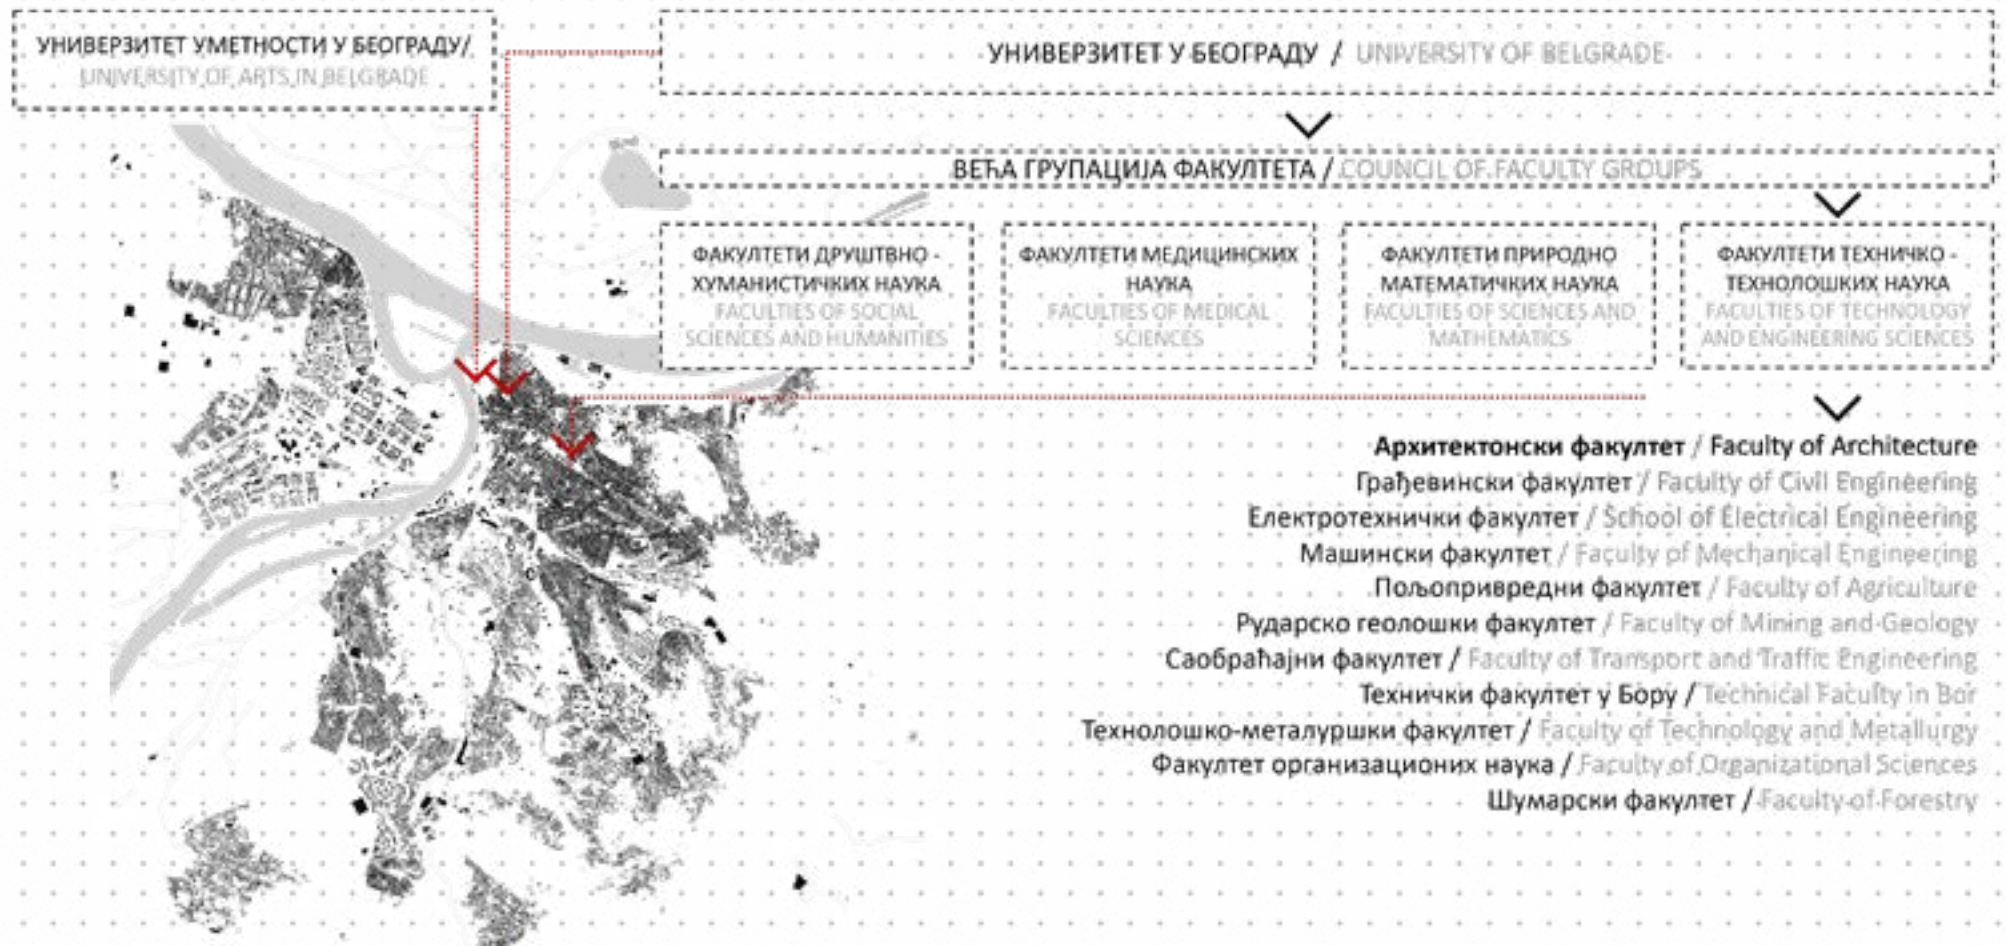 УНИВЕРЗИТЕТ УМЕТНОСТИ У БЕОГРАДУ/
UNIVERSITY OF ARTS IN BELGRADE
УНИВЕРЗИТЕТ У БЕОГРАДУ / UNIVERSITY OF BELGRADE
ВЕЋА ГРУПАЦИЈА ФАКУЛТЕТА / COUNCIL OF FACULTY GROUPS
ФАКУЛТЕТИ ДРУШТВНО -
ХУМАНИСТИЧКИХ НАУКА
FACULTIES OF SOCIAL
SCIENCES AND HUMANITIES
ФАКУЛТЕТИ МЕДИЦИНСКИХ
НАУКА
FACULTIES OF MEDICAL
SCIENCES
ФАКУЛТЕТИ ПРИРОДНО
МАТЕМАТИЧКИХ НАУКА
FACULTIES OF SCIENCES AND
MATHEMATICS
ФАКУЛТЕТИ ТЕХНИЧКО -
ТЕХНОЛОШКИХ НАУКА
FACULTIES OF TECHNOLOGY
AND ENGINEERING SCIENCES
Архитектонски факултет / Faculty of Architecture
Грађевински факултет / Faculty of Civil Engineering
Електротехнички факултет / School of Electrical Engineering
Машински факултет / Faculty of Mechanical Engineering
Пољопривредни факултет / Faculty of Agriculture
Рударско геолошки факултет / Faculty of Mining and Geology
Саобраћајни факултет / Faculty of Transport and Traffic Engineering
Технички факултет у Бору / Technical Faculty in Bor
Технолошко-металуршки факултет / Faculty of Technology and Metallurgy
Факултет организационих наука / Faculty of Organizational Sciences
Шумарски факултет / Faculty of Forestry